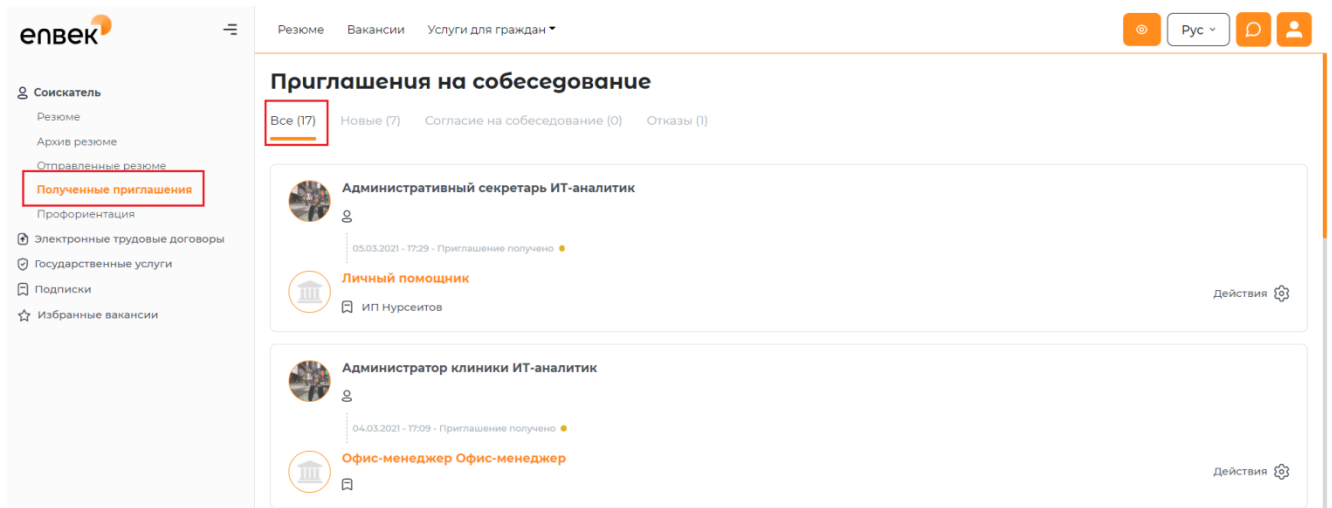 enbek
Резюме Вакансии Услуги для граждан
Рус
Соискатель
Резюме
Архив резюме
Отправленные резюме
Полученные приглашения
Профориентация
Электронные трудовые договоры
Государственные услуги
Подписки
Избранные вакансии
Приглашения на собеседование
Все (17) Новые (7) Согласие на собеседование (0) Отказы (1)
Административный секретарь ИТ-аналитик
05.03.2021 - 17:29 - Приглашение получено
Личный помощник
ИП Нурсеитов
Действия
Администратор клиники ИТ-аналитик
04.03.2021 - 17:09 - Приглашение получено
Офис-менеджер Офис-менеджер
Действия